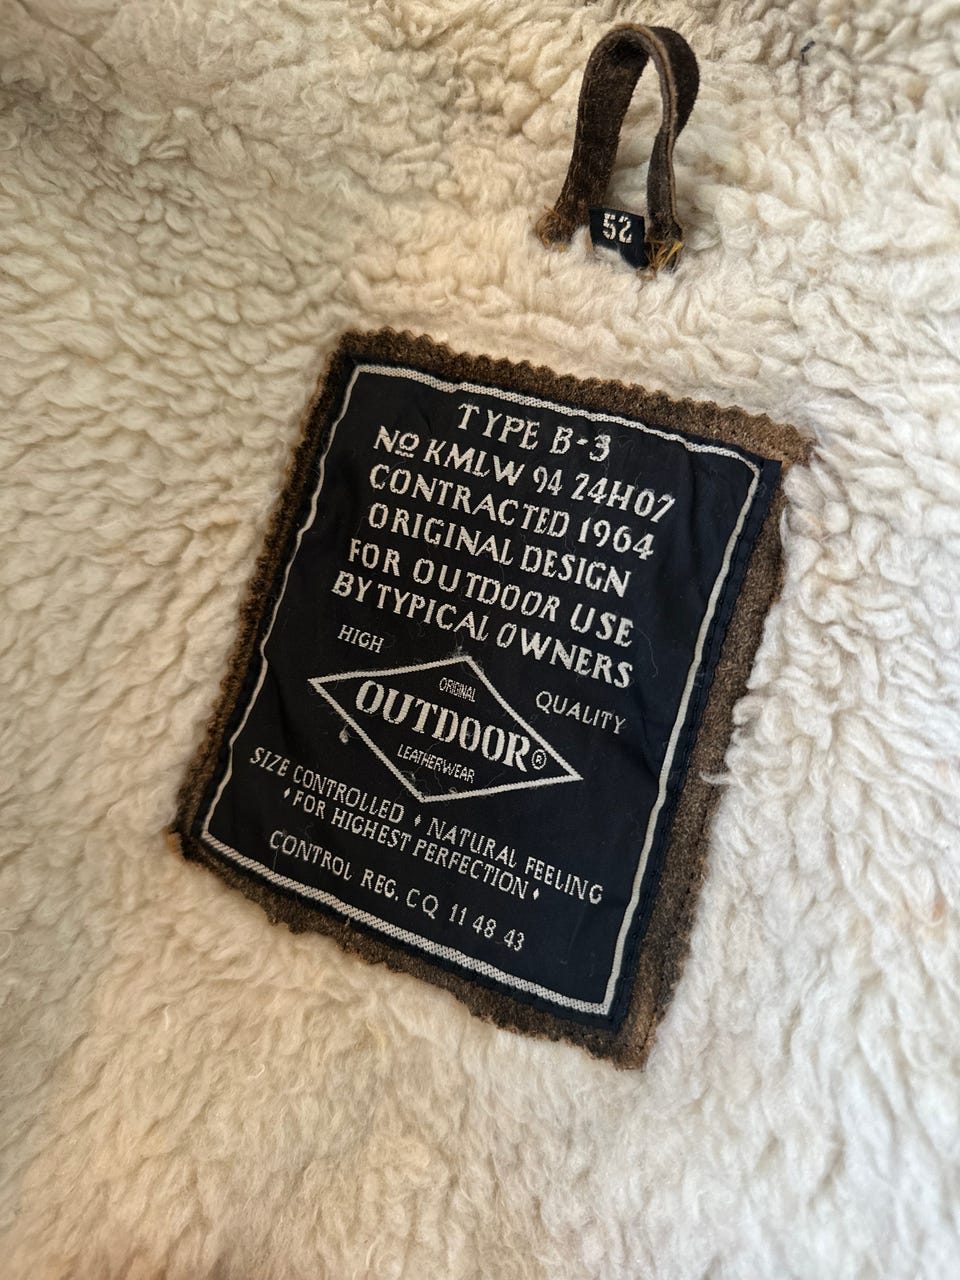 52
TYPE B-3
NO KMLW 94 24H07
CONTRACTED 1964
ORIGINAL DESIGN
FOR OUTDOOR USE
BY TYPICAL OWNERS
HIGH
QUALITY
ORIGINAL
OUTDOOR®
LEATHERWEAR
SIZE CONTROLLED ♦ NATURAL FEELING
♦FOR HIGHEST PERFECTION♦
CONTROL REG. CQ 11 48 43